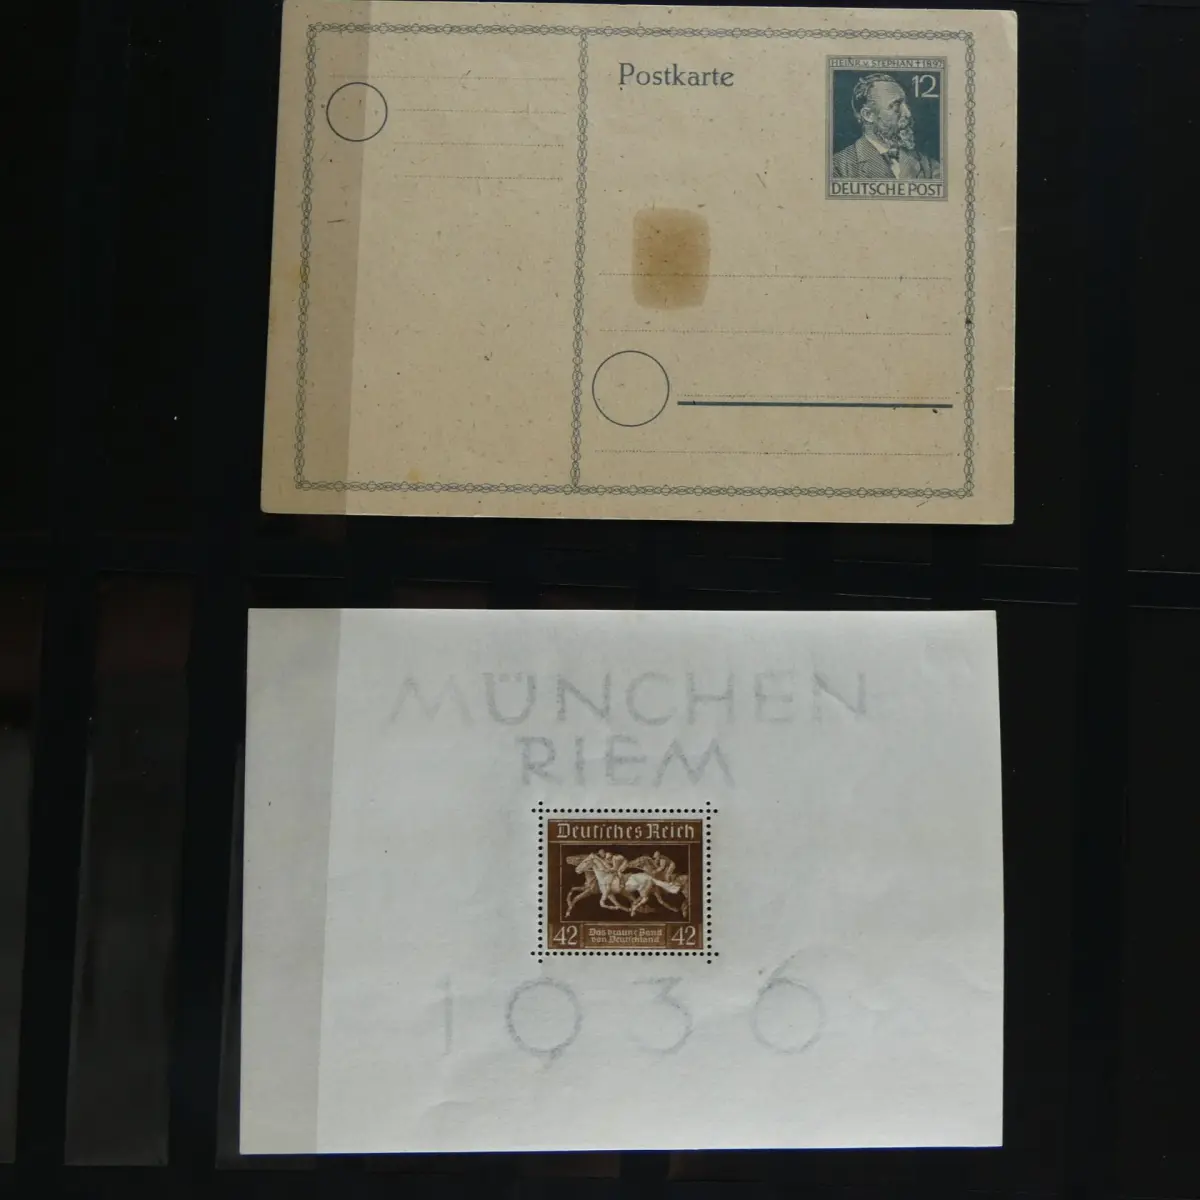 Postkarte
HEINR. v. STEPHAN † 1897
12
DEUTSCHE POST
MÜNCHEN
RIEM
Deutsches Reich
42 Das braune Band 42
von Deutschland
1936